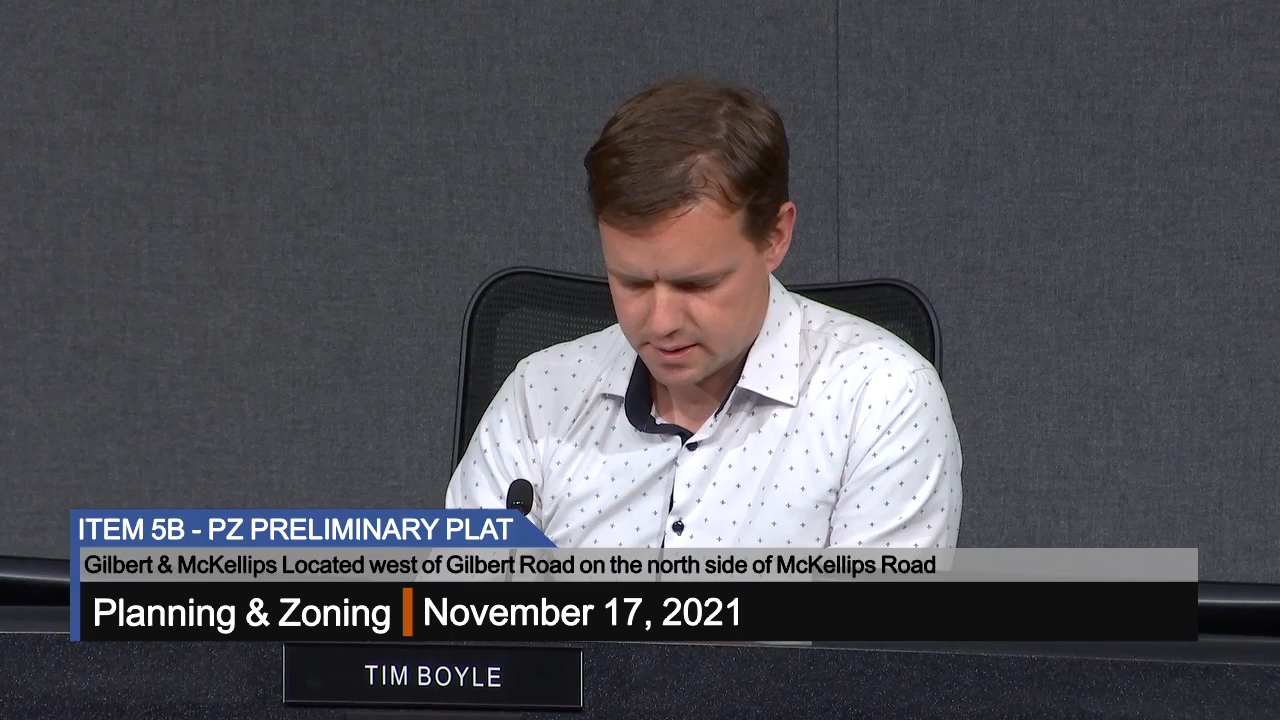 ITEM 5B - PZ PRELIMINARY PLAT
Gilbert & McKellips Located west of Gilbert Road on the north side of McKellips Road
Planning & Zoning November 17, 2021
TIM BOYLE